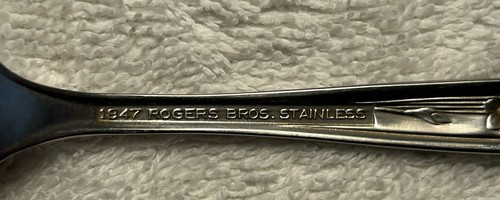 1847 ROGERS BROS. STAINLESS